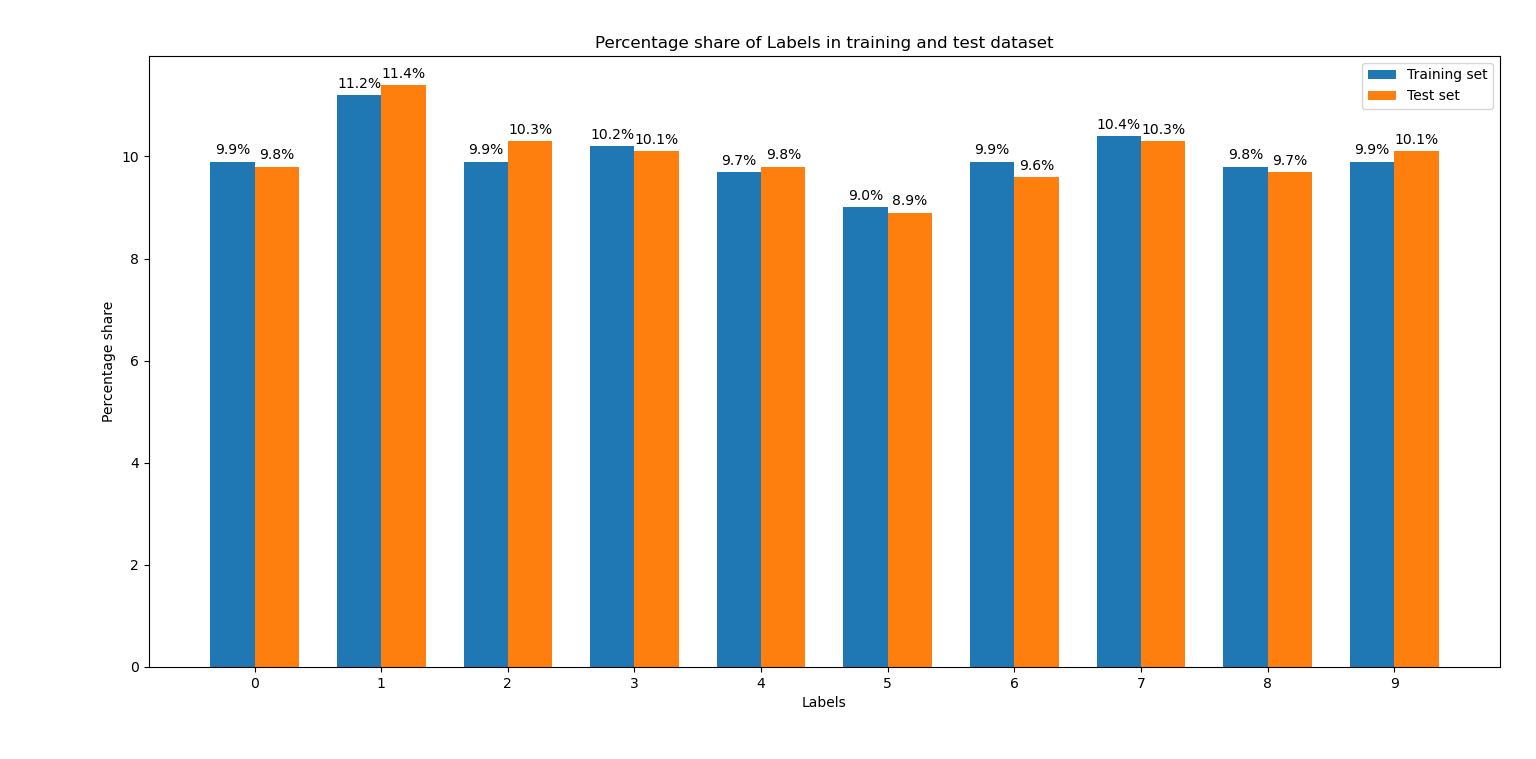 Percentage share of Labels in training and test dataset
Training set
Test set
11.2% 11.4%
9.9% 9.8% 9.9% 10.3% 10.2% 10.1% 9.7% 9.8% 9.0% 8.9% 9.9% 9.6% 10.4% 10.3% 9.8% 9.7% 9.9% 10.1%
10
8
6
4
2
0
Percentage share
0 1 2 3 4 5 6 7 8 9
Labels